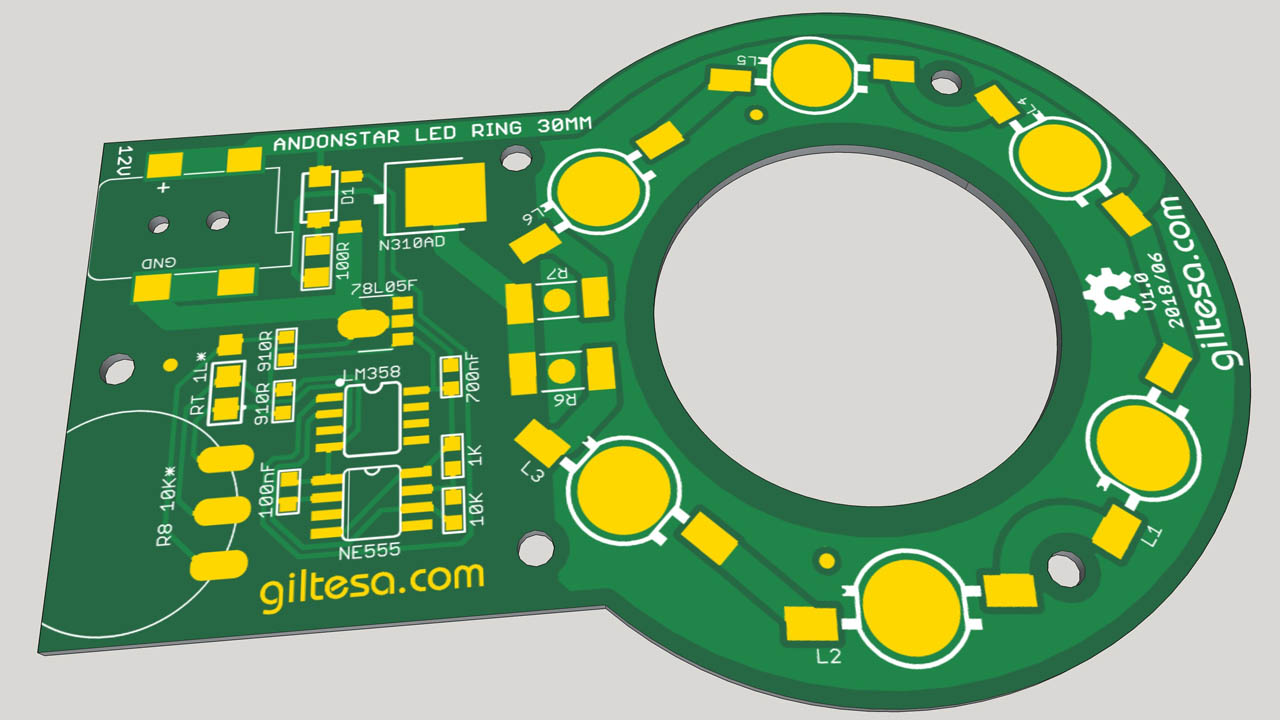 ANDONSTAR LED RING 30MM
12V
+
GND
D1
100R
N310AD
78L05F
910R
RT 1L*
910R
LM358
700nF
R8 10K*
100nF
1K
10K
NE555
giltesa.com
L5
L4
L6
R7
R6
L3
L2
L1
V1.0
2018/06
giltesa.com